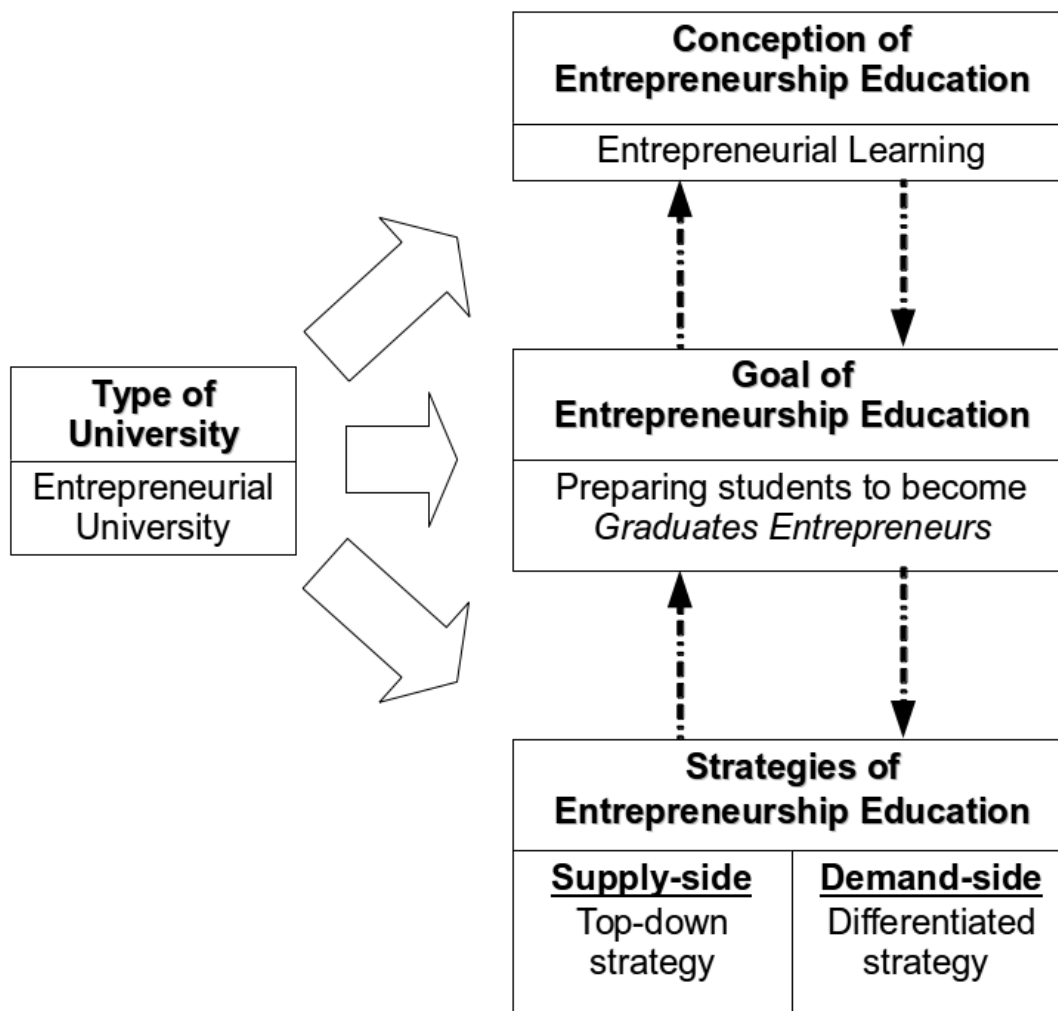 Conception of
Entrepreneurship Education
Entrepreneurial Learning
Type of
University
Entrepreneurial
University
Goal of
Entrepreneurship Education
Preparing students to become
Graduates Entrepreneurs
Strategies of
Entrepreneurship Education
Supply-side
Top-down
strategy
Demand-side
Differentiated
strategy